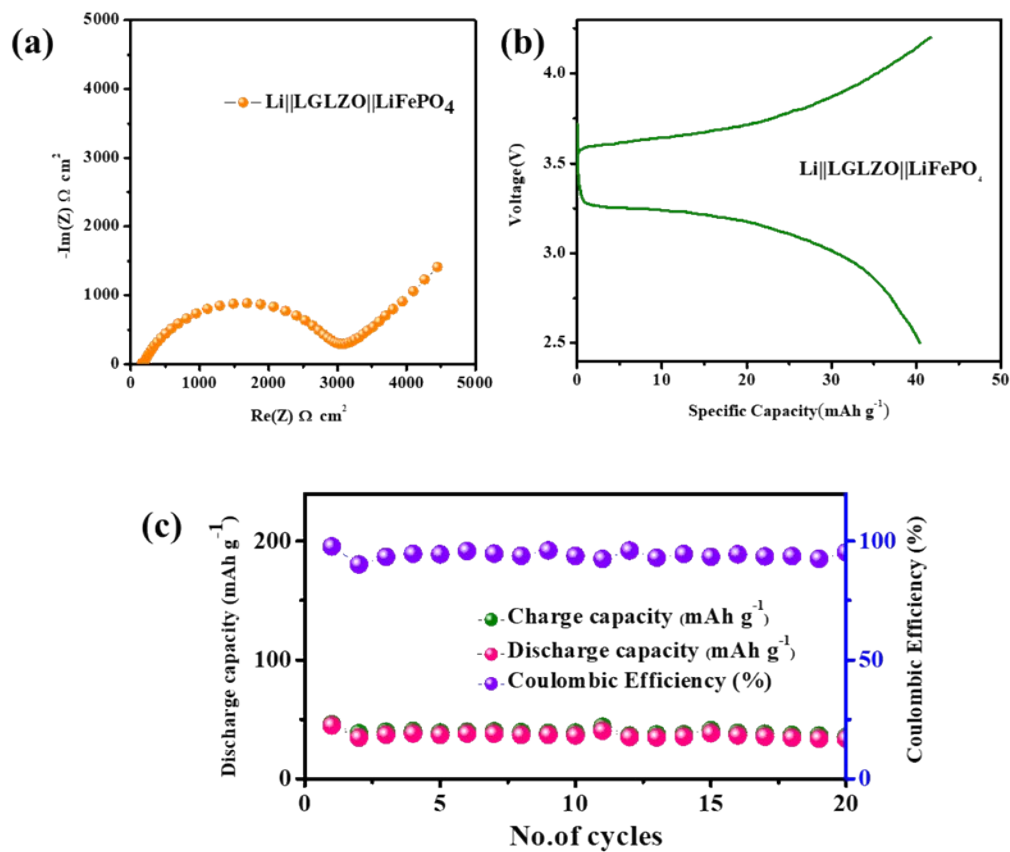 (a)
5000
4000
3000
2000
1000
0
-Im(Z) Ω cm2
Li||LGLZO||LiFePO4
0 1000 2000 3000 4000 5000
Re(Z) Ω cm2
(b)
4.0
3.5
3.0
2.5
Voltage(V)
Li||LGLZO||LiFePO4
0 10 20 30 40 50
Specific Capacity(mAh g-1)
(c)
200
100
0
Discharge capacity (mAh g-1)
Charge capacity (mAh g-1)
Discharge capacity (mAh g-1)
Coulombic Efficiency (%)
100
50
0
Coulombic Efficiency (%)
0 5 10 15 20
No.of cycles